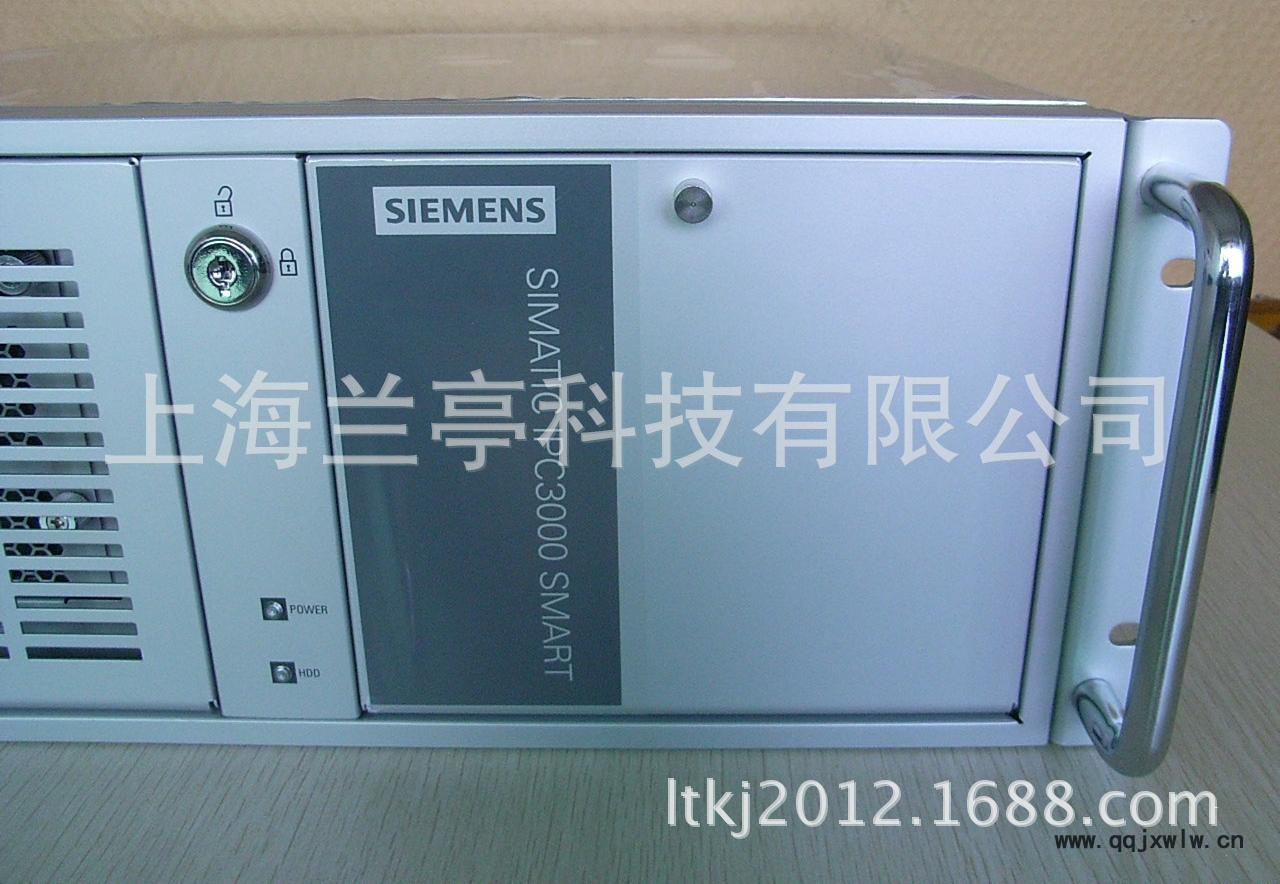 SIEMENS
SIMATIC IPC3000 SMART
上海兰亭科技有限公司
POWER
HDD
ltkj2012.1688.com
www.qqjxwlw.cn